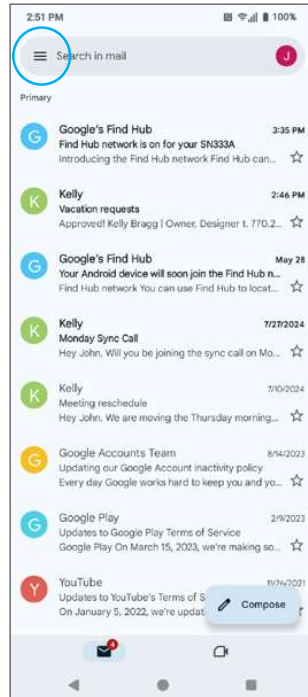 2:51 PM 100%
Search in mail J
Primary
G Google's Find Hub 3:35 PM
Find Hub network is on for your SN333A
Introducing the Find Hub network Find Hub can...
K Kelly 2:46 PM
Vacation requests
Approved! Kelly Bragg | Owner, Designer t. 770.2...
G Google's Find Hub May 28
Your Android device will soon join the Find Hub n...
Find Hub network You can use Find Hub to locat...
K Kelly 7/27/2024
Monday Sync Call
Hey John, Will you be joining the sync call on Mo...
K Kelly 7/10/2024
Meeting reschedule
Hey John, We are moving the Thursday morning...
G Google Accounts Team 8/14/2023
Updating our Google Account inactivity policy
Every day Google works hard to keep you and yo...
G Google Play 2/9/2023
Updates to Google Play Terms of Service
Google Play On March 15, 2023, we're making so...
Y YouTube 11/26/2021
Updates to YouTube's Terms of S
On January 5, 2022, we're updat
Compose
4